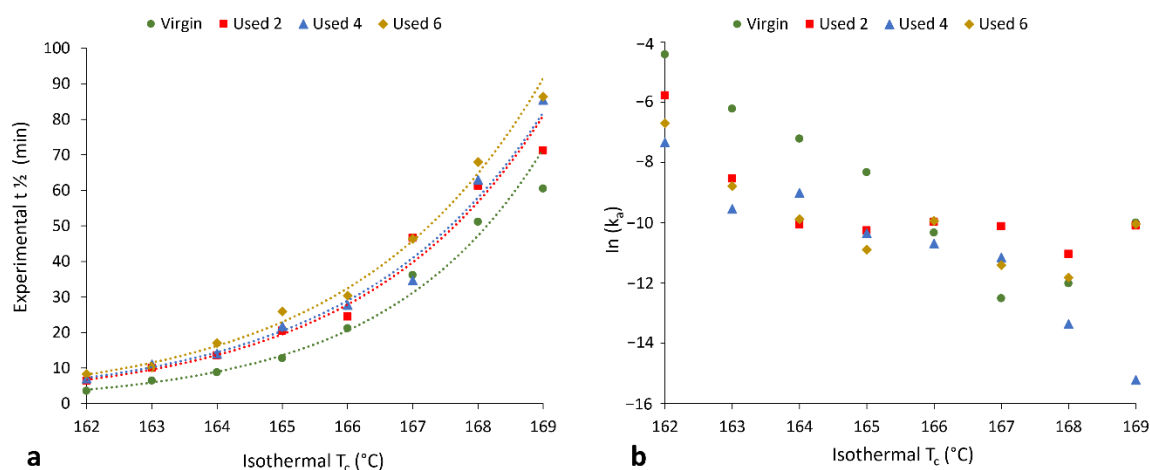 Virgin Used 2 Used 4 Used 6
100
90
80
70
60
50
40
30
20
10
0
162 163 164 165 166 167 168 169
Experimental t ½ (min)
Isothermal Tc (°C)
a
Virgin Used 2 Used 4 Used 6
−4
−6
−8
−10
−12
−14
−16
162 163 164 165 166 167 168 169
ln (ka)
Isothermal Tc (°C)
b